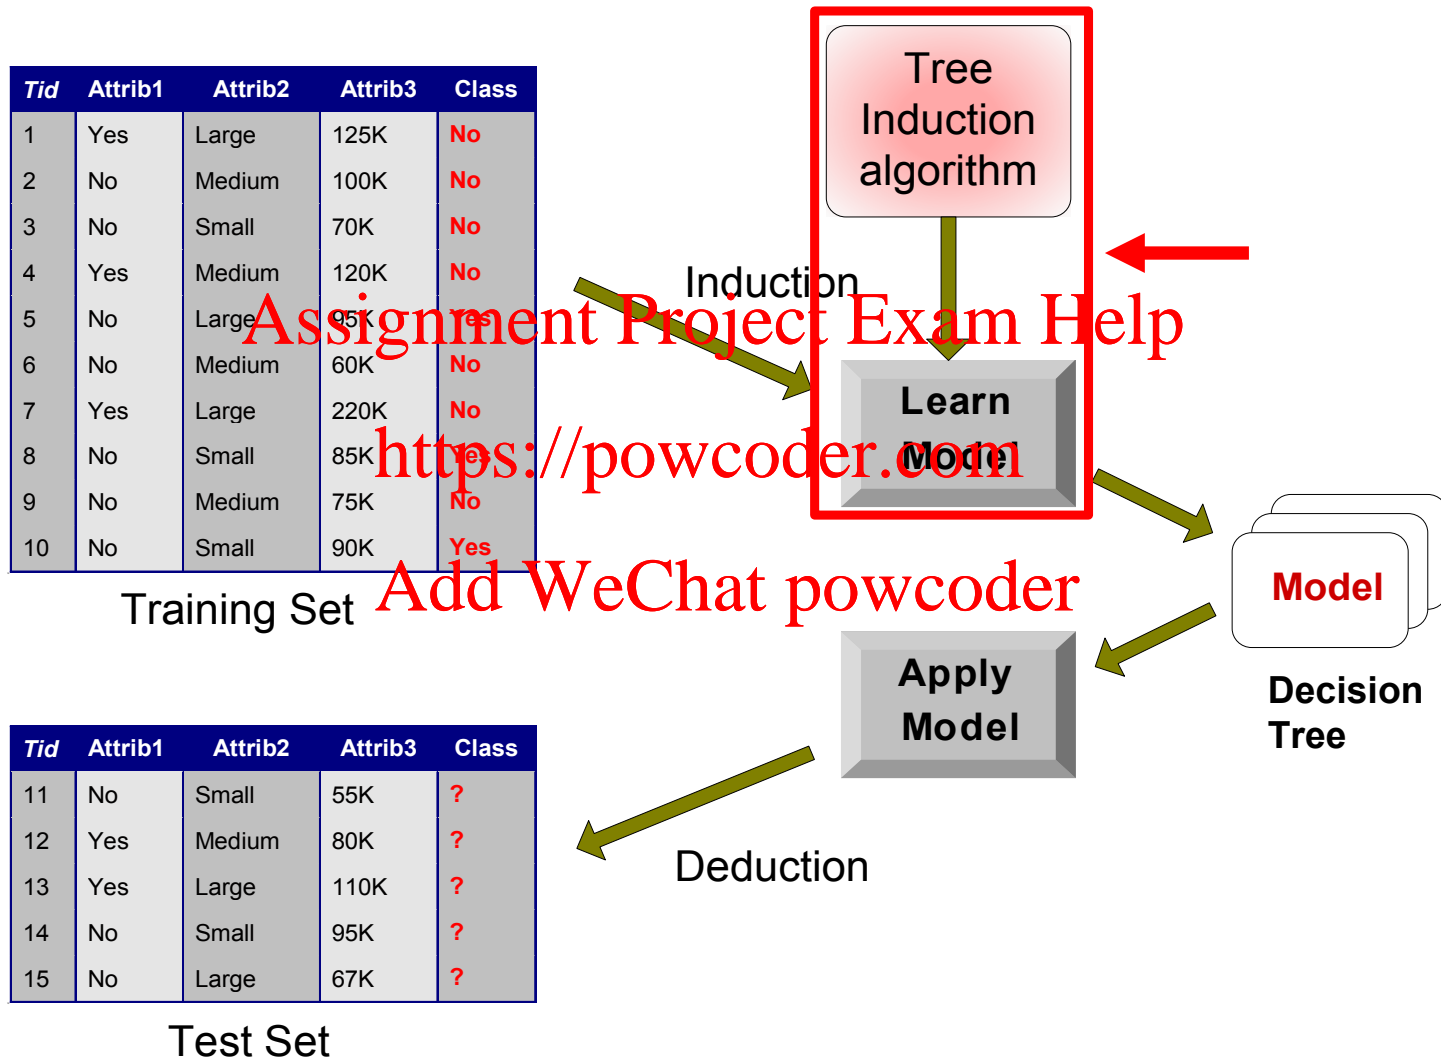 Tree
Induction
algorithm
Tid Attrib1 Attrib2 Attrib3 Class
1 Yes Large 125K No
2 No Medium 100K No
3 No Small 70K No
4 Yes Medium 120K No
5 No Large 95K Yes
6 No Medium 60K No
7 Yes Large 220K No
8 No Small 85K Yes
9 No Medium 75K No
10 No Small 90K Yes
Training Set
Induction
Assignment Project Exam Help
Learn
Model
https://powcoder.com
Add WeChat powcoder
Model
Decision
Tree
Apply
Model
Deduction
Tid Attrib1 Attrib2 Attrib3 Class
11 No Small 55K ?
12 Yes Medium 80K ?
13 Yes Large 110K ?
14 No Small 95K ?
15 No Large 67K ?
Test Set